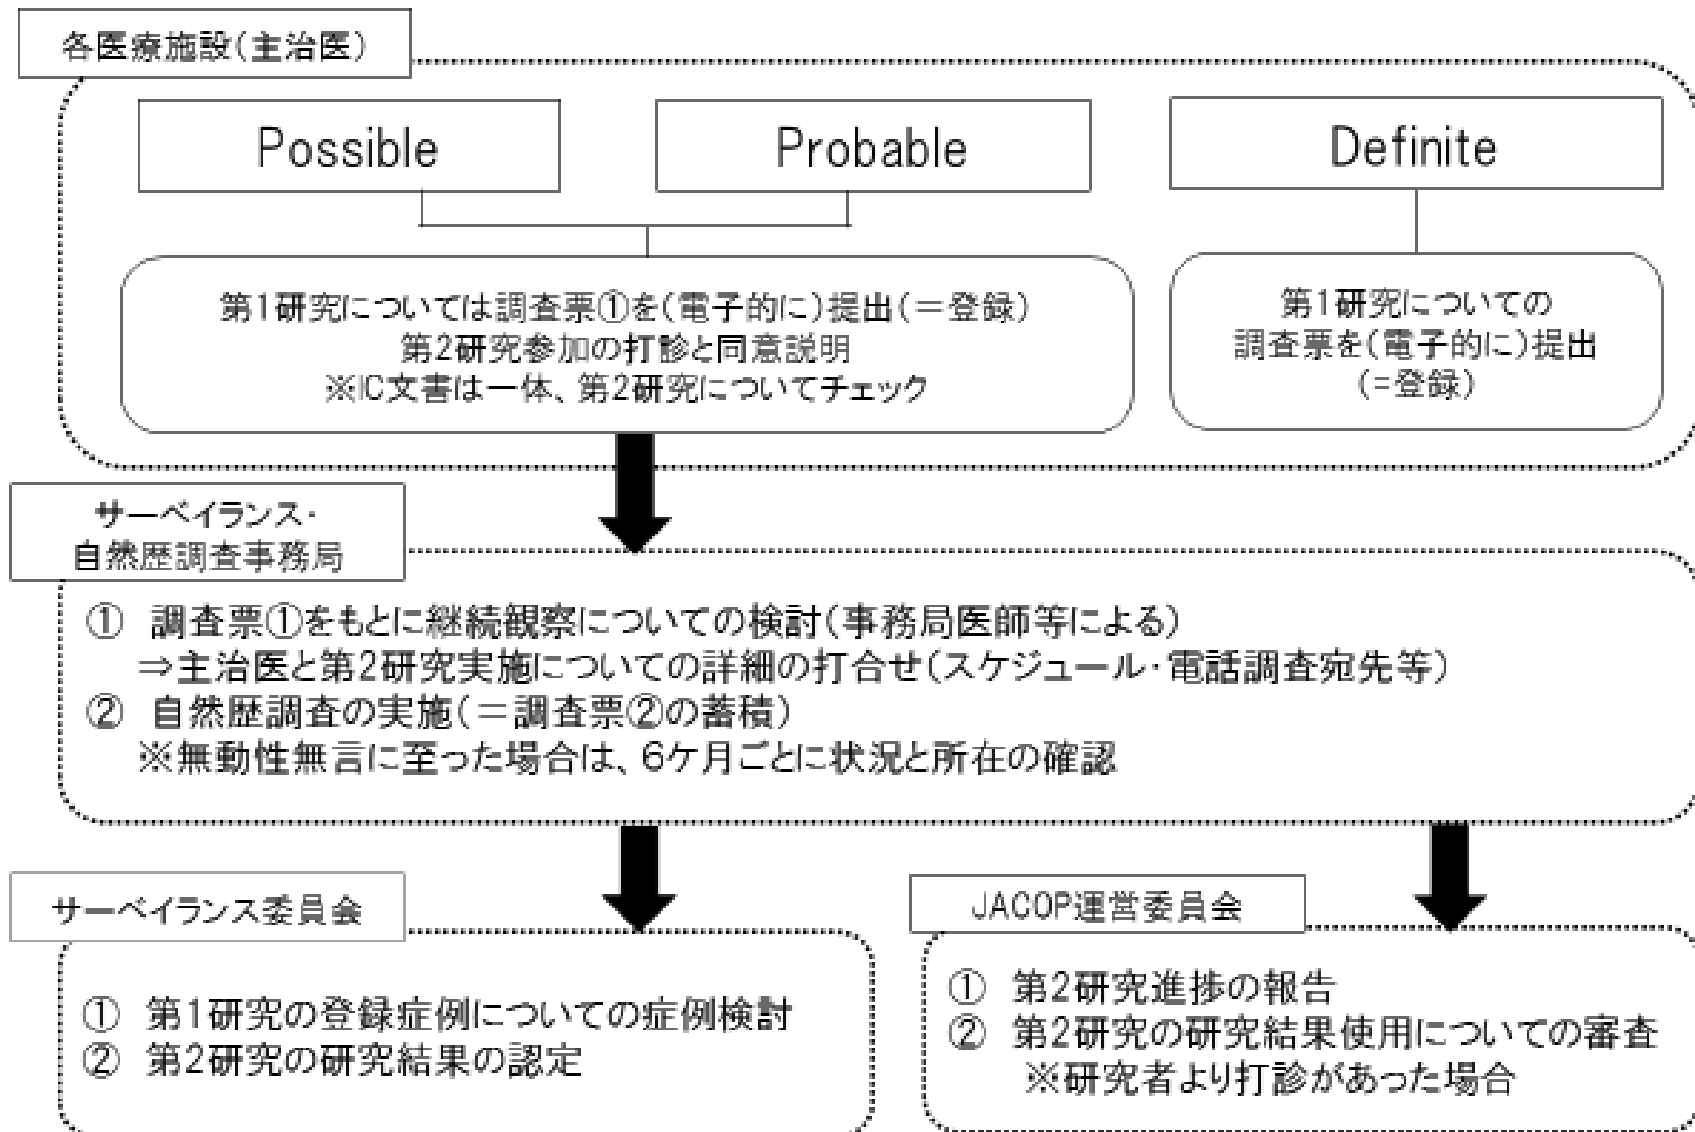 各医療施設(主治医)
Possible
Probable
Definite
第1研究については調査票①を(電子的に)提出(=登録)
第2研究参加の打診と同意説明
※IC文書は一体、第2研究についてチェック
第1研究についての
調査票を(電子的に)提出
(=登録)
サーベイランス・
自然歴調査事務局
① 調査票①をもとに継続観察についての検討(事務局医師等による)
⇒主治医と第2研究実施についての詳細の打合せ(スケジュール・電話調査宛先等)
② 自然歴調査の実施(=調査票②の蓄積)
※無動性無言に至った場合は、6ケ月ごとに状況と所在の確認
サーベイランス委員会
① 第1研究の登録症例についての症例検討
② 第2研究の研究結果の認定
JACOP運営委員会
① 第2研究進捗の報告
② 第2研究の研究結果使用についての審査
※研究者より打診があった場合